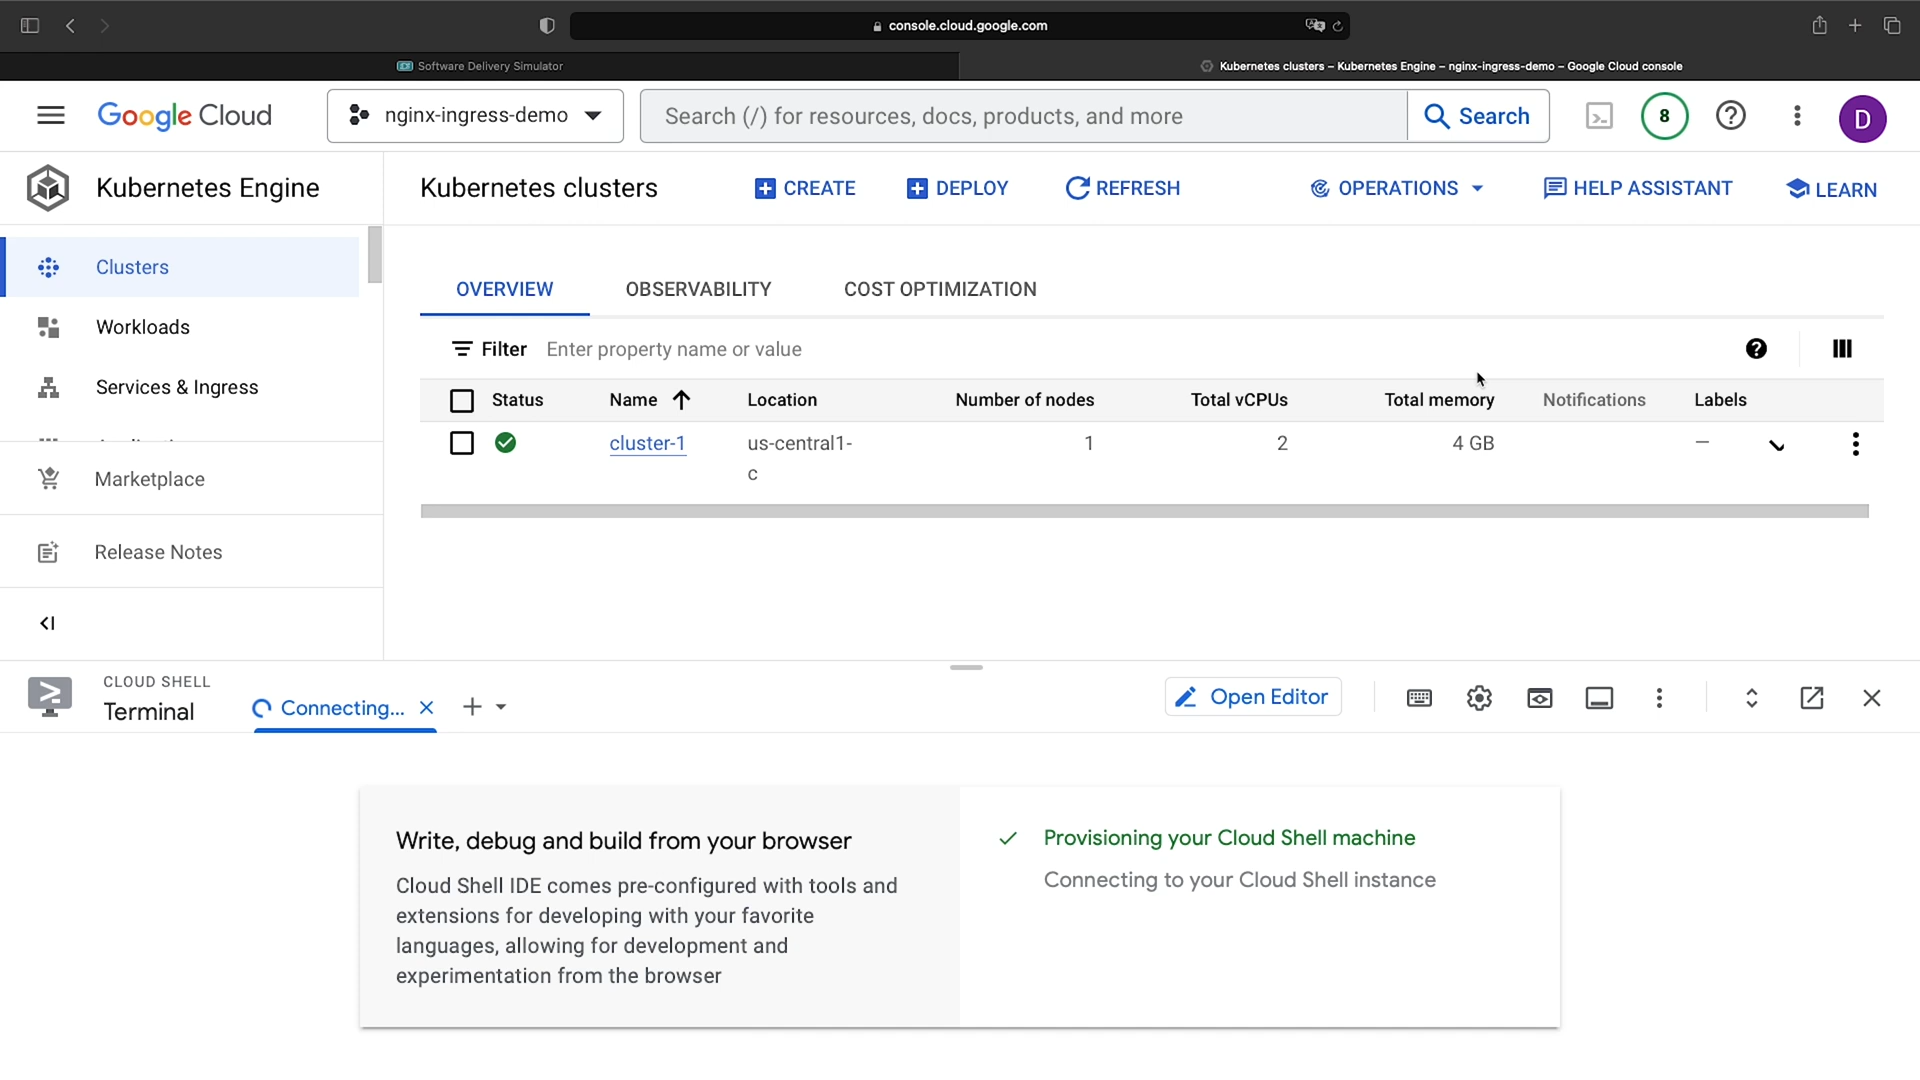 console.cloud.google.com
Software Delivery Simulator
Kubernetes clusters – Kubernetes Engine – nginx-ingress-demo – Google Cloud console
Google Cloud
nginx-ingress-demo
Search (/) for resources, docs, products, and more
Search
8
D
Kubernetes Engine
Kubernetes clusters
CREATE
DEPLOY
REFRESH
OPERATIONS
HELP ASSISTANT
LEARN
Clusters
Workloads
Services & Ingress
Marketplace
Release Notes
OVERVIEW
OBSERVABILITY
COST OPTIMIZATION
Filter Enter property name or value
Status Name Location Number of nodes Total vCPUs Total memory Notifications Labels
cluster-1 us-central1- 1 2 4 GB –
c
CLOUD SHELL
Terminal
Connecting...
Open Editor
Write, debug and build from your browser
Cloud Shell IDE comes pre-configured with tools and
extensions for developing with your favorite
languages, allowing for development and
experimentation from the browser
Provisioning your Cloud Shell machine
Connecting to your Cloud Shell instance